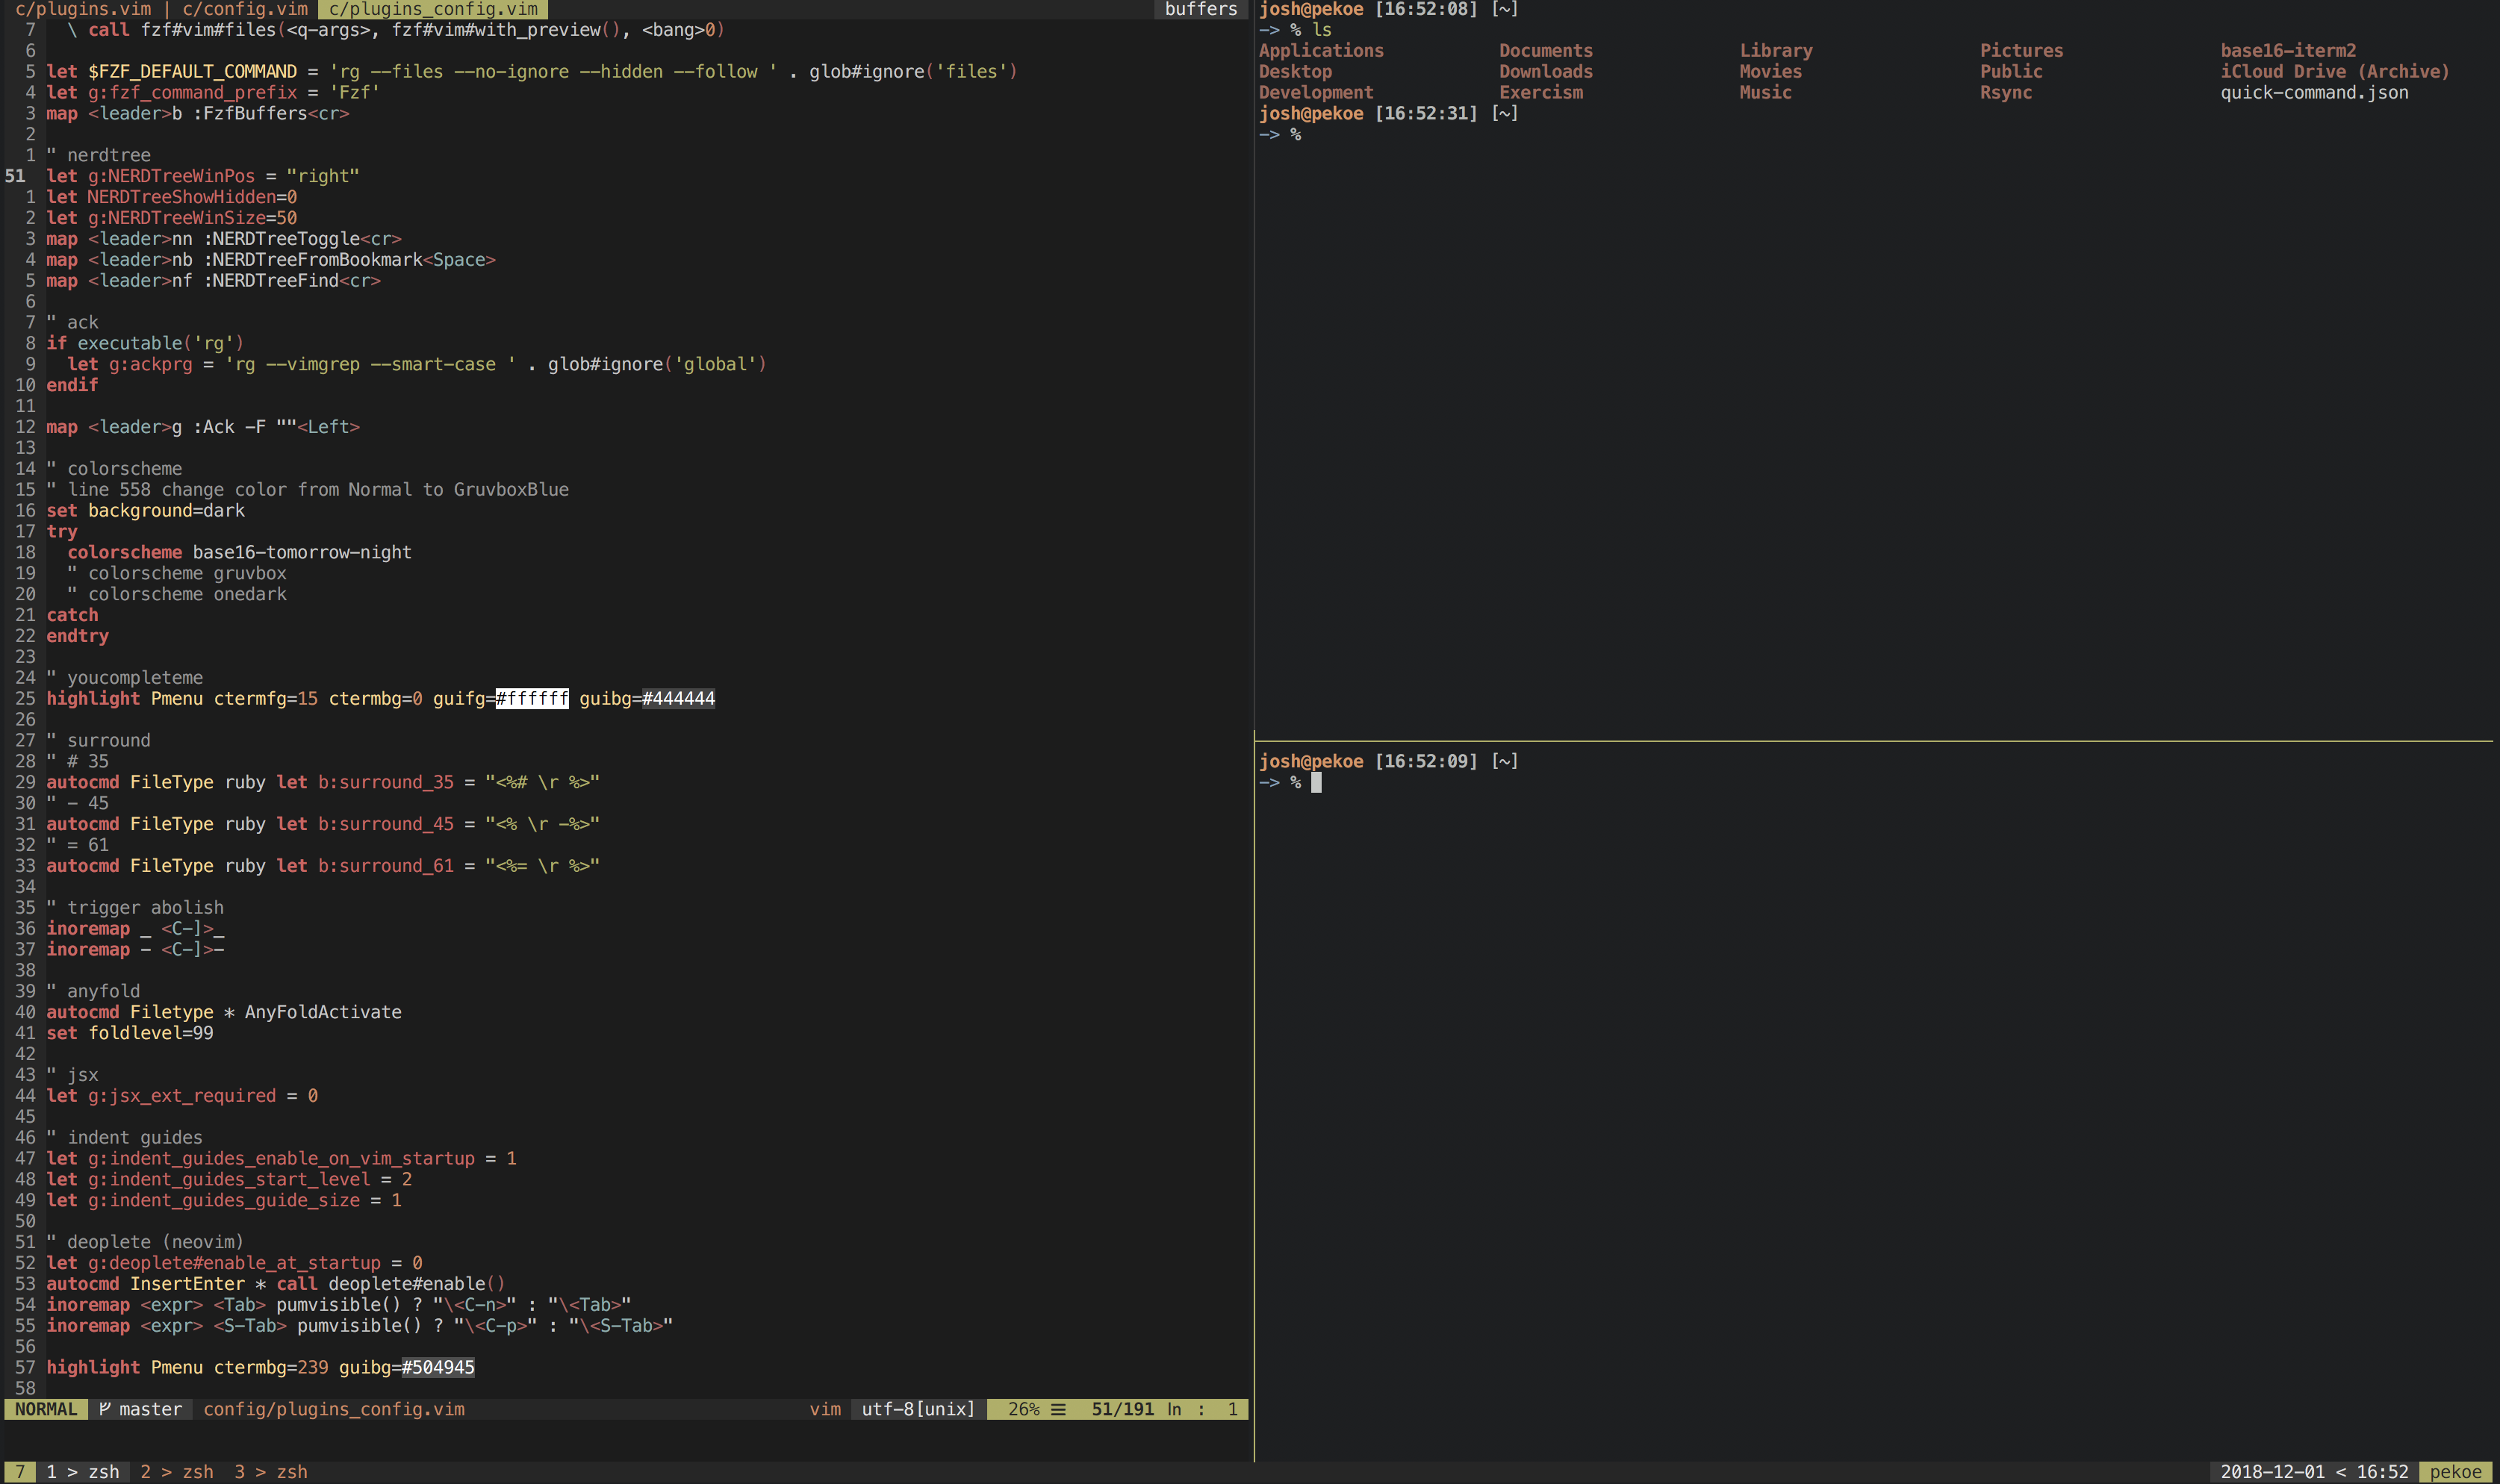 c/plugins.vim | c/config.vim c/plugins_config.vim buffers
7 \ call fzf#vim#files(<q-args>, fzf#vim#with_preview(), <bang>0)
6
5 let $FZF_DEFAULT_COMMAND = 'rg --files --no-ignore --hidden --follow ' . glob#ignore('files')
4 let g:fzf_command_prefix = 'Fzf'
3 map <leader>b :FzfBuffers<cr>
2
1 " nerdtree
51 let g:NERDTreeWinPos = "right"
1 let NERDTreeShowHidden=0
2 let g:NERDTreeWinSize=50
3 map <leader>nn :NERDTreeToggle<cr>
4 map <leader>nb :NERDTreeFromBookmark<Space>
5 map <leader>nf :NERDTreeFind<cr>
6
7 " ack
8 if executable('rg')
9   let g:ackprg = 'rg --vimgrep --smart-case ' . glob#ignore('global')
10 endif
11
12 map <leader>g :Ack -F ""<Left>
13
14 " colorscheme
15 " line 558 change color from Normal to GruvboxBlue
16 set background=dark
17 try
18   colorscheme base16-tomorrow-night
19   " colorscheme gruvbox
20   " colorscheme onedark
21 catch
22 endtry
23
24 " youcompleteme
25 highlight Pmenu ctermfg=15 ctermbg=0 guifg=#ffffff guibg=#444444
26
27 " surround
28 " # 35
29 autocmd FileType ruby let b:surround_35 = "<%# \r %>"
30 " - 45
31 autocmd FileType ruby let b:surround_45 = "<% \r -%>"
32 " = 61
33 autocmd FileType ruby let b:surround_61 = "<%= \r %>"
34
35 " trigger abolish
36 inoremap _ <C-]>_
37 inoremap - <C-]>-
38
39 " anyfold
40 autocmd Filetype * AnyFoldActivate
41 set foldlevel=99
42
43 " jsx
44 let g:jsx_ext_required = 0
45
46 " indent guides
47 let g:indent_guides_enable_on_vim_startup = 1
48 let g:indent_guides_start_level = 2
49 let g:indent_guides_guide_size = 1
50
51 " deoplete (neovim)
52 let g:deoplete#enable_at_startup = 0
53 autocmd InsertEnter * call deoplete#enable()
54 inoremap <expr> <Tab> pumvisible() ? "\<C-n>" : "\<Tab>"
55 inoremap <expr> <S-Tab> pumvisible() ? "\<C-p>" : "\<S-Tab>"
56
57 highlight Pmenu ctermbg=239 guibg=#504945
58
NORMAL master config/plugins_config.vim vim utf-8[unix] 26% ☰ 51/191 ln : 1
josh@pekoe [16:52:08] [~]
-> % ls
Applications Documents Library Pictures base16-iterm2
Desktop Downloads Movies Public iCloud Drive (Archive)
Development Exercism Music Rsync quick-command.json
josh@pekoe [16:52:31] [~]
-> %
josh@pekoe [16:52:09] [~]
-> %
7 1 > zsh 2 > zsh 3 > zsh 2018-12-01 < 16:52 pekoe